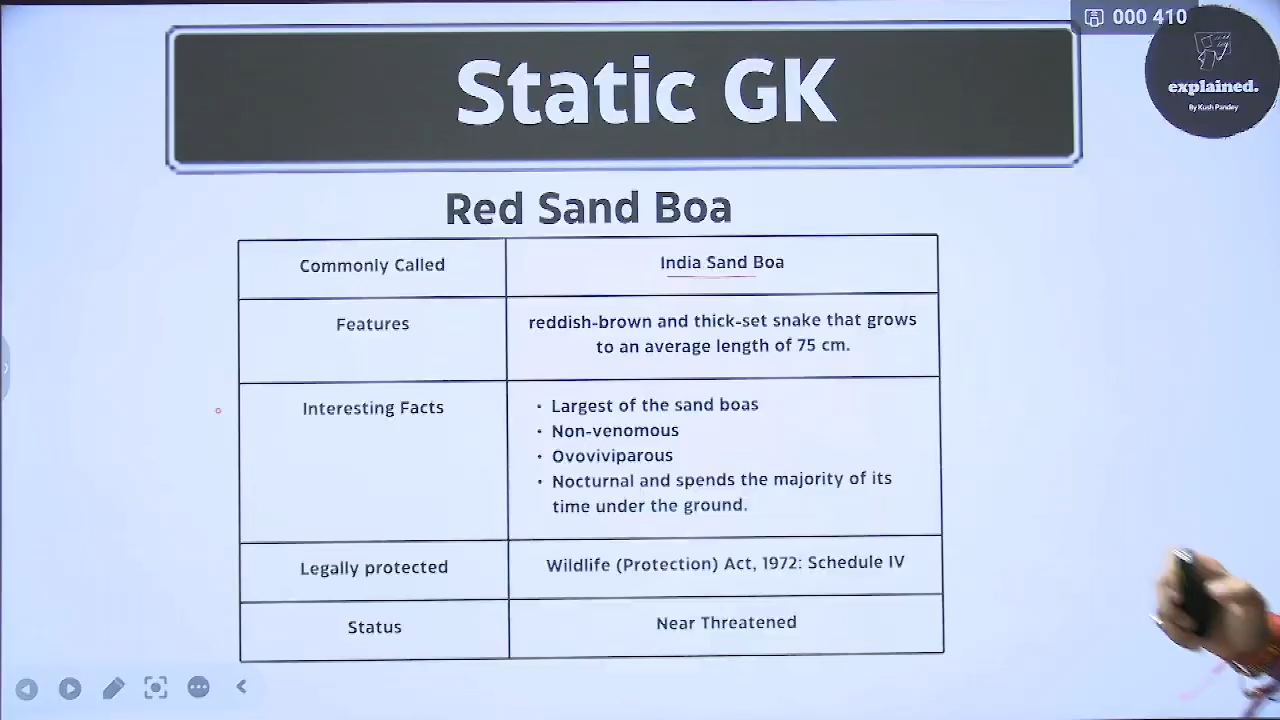 000 410
Static GK
explained.
By Kush Pandey
Red Sand Boa
Commonly Called
India Sand Boa
Features
reddish-brown and thick-set snake that grows
to an average length of 75 cm.
Interesting Facts
• Largest of the sand boas
• Non-venomous
• Ovoviviparous
• Nocturnal and spends the majority of its
time under the ground.
Legally protected
Wildlife (Protection) Act, 1972: Schedule IV
Status
Near Threatened